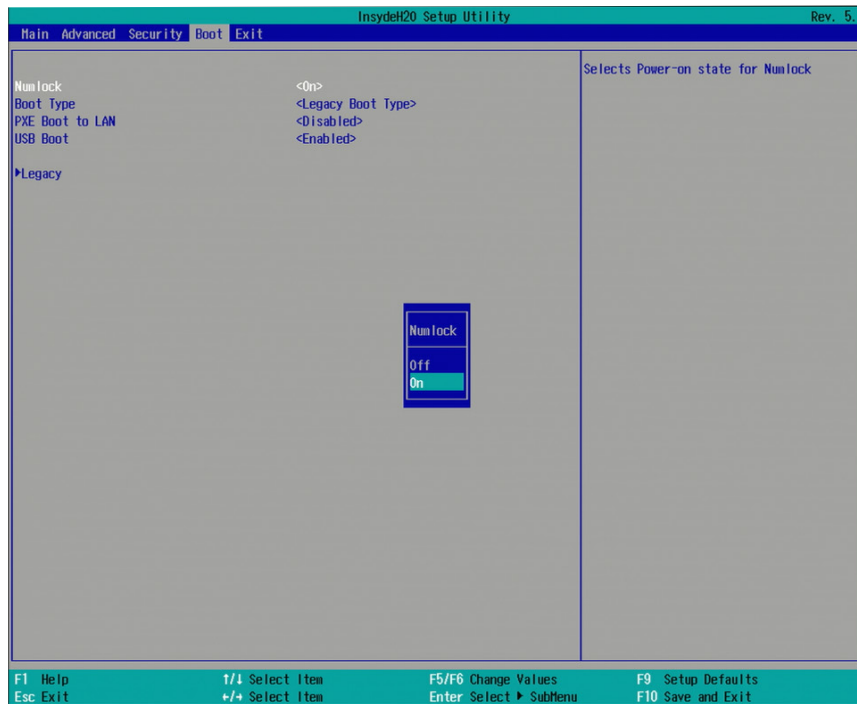 InsydeH20 Setup Utility Rev. 5.
Main Advanced Security Boot Exit
Selects Power-on state for Numlock
Numlock <On>
Boot Type <Legacy Boot Type>
PXE Boot to LAN <Disabled>
USB Boot <Enabled>
▶Legacy
Numlock
Off
On
F1 Help ↑/↓ Select Item F5/F6 Change Values F9 Setup Defaults
Esc Exit ←/→ Select Item Enter Select ▶ SubMenu F10 Save and Exit